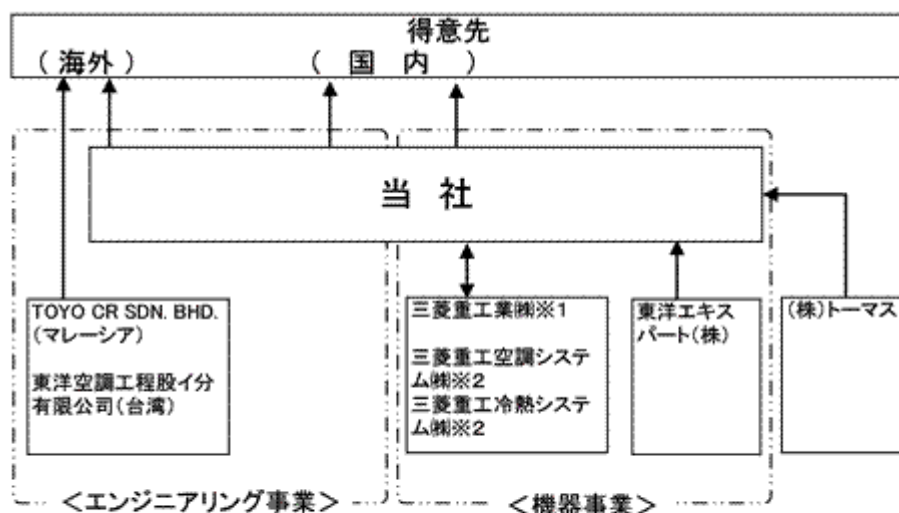 得意先
（ 海外 ） （ 国 内 ）
当 社
TOYO CR SDN. BHD.
（マレーシア）
東洋空調工程股イ分
有限公司（台湾）
三菱重工業㈱※1
三菱重工空調システ
ム㈱※2
三菱重工冷熱システ
ム㈱※2
東洋エキス
パート（株）
（株）トーマス
＜エンジニアリング事業＞
＜機器事業＞